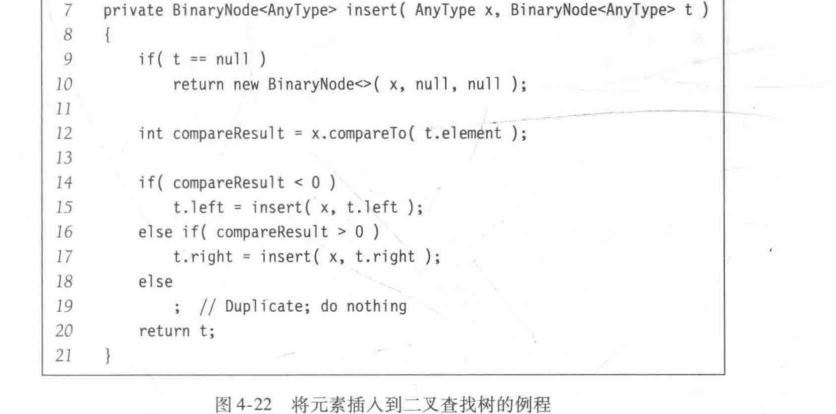 7 private BinaryNode<AnyType> insert( AnyType x, BinaryNode<AnyType> t )
8 {
9 if( t == null )
10 return new BinaryNode<>( x, null, null );
11
12 int compareResult = x.compareTo( t.element );
13
14 if( compareResult < 0 )
15 t.left = insert( x, t.left );
16 else if( compareResult > 0 )
17 t.right = insert( x, t.right );
18 else
19 ; // Duplicate; do nothing
20 return t;
21 }
图 4-22 将元素插入到二叉查找树的例程